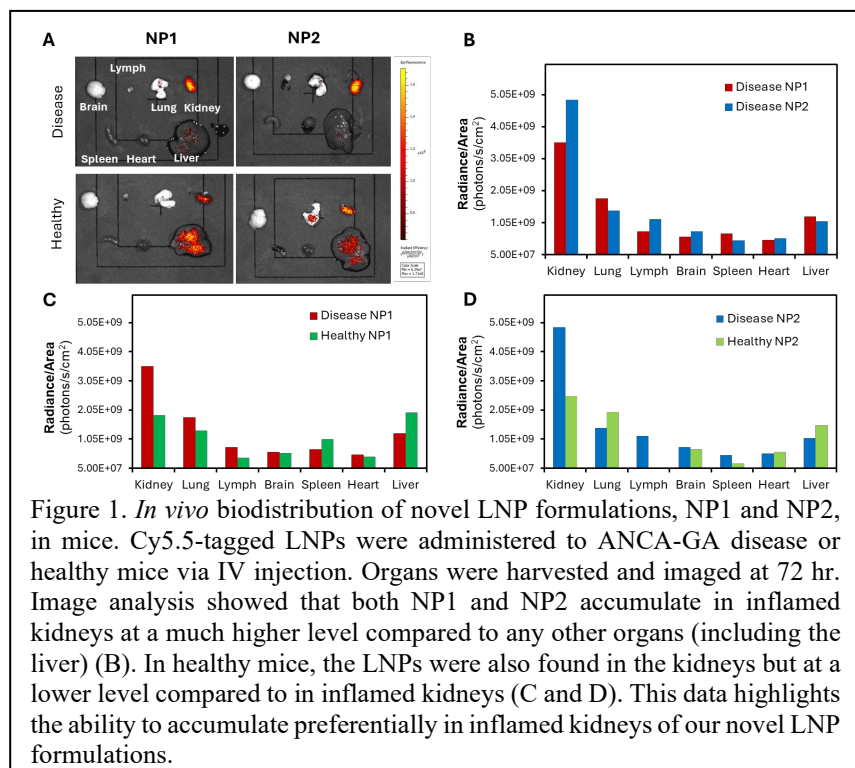 A NP1 NP2
Disease
Lymph
Brain Lung Kidney
Spleen Heart Liver
Healthy
B
Radiance/Area
(photons/s/cm²)
5.05E+09
4.05E+09
3.05E+09
2.05E+09
1.05E+09
5.00E+07
Disease NP1
Disease NP2
Kidney Lung Lymph Brain Spleen Heart Liver
C
Radiance/Area
(photons/s/cm²)
5.05E+09
4.05E+09
3.05E+09
2.05E+09
1.05E+09
5.00E+07
Disease NP1
Healthy NP1
Kidney Lung Lymph Brain Spleen Heart Liver
D
Radiance/Area
(photons/s/cm²)
5.05E+09
4.05E+09
3.05E+09
2.05E+09
1.05E+09
5.00E+07
Disease NP2
Healthy NP2
Kidney Lung Lymph Brain Spleen Heart Liver
Figure 1. In vivo biodistribution of novel LNP formulations, NP1 and NP2,
in mice. Cy5.5-tagged LNPs were administered to ANCA-GA disease or
healthy mice via IV injection. Organs were harvested and imaged at 72 hr.
Image analysis showed that both NP1 and NP2 accumulate in inflamed
kidneys at a much higher level compared to any other organs (including the
liver) (B). In healthy mice, the LNPs were also found in the kidneys but at a
lower level compared to in inflamed kidneys (C and D). This data highlights
the ability to accumulate preferentially in inflamed kidneys of our novel LNP
formulations.